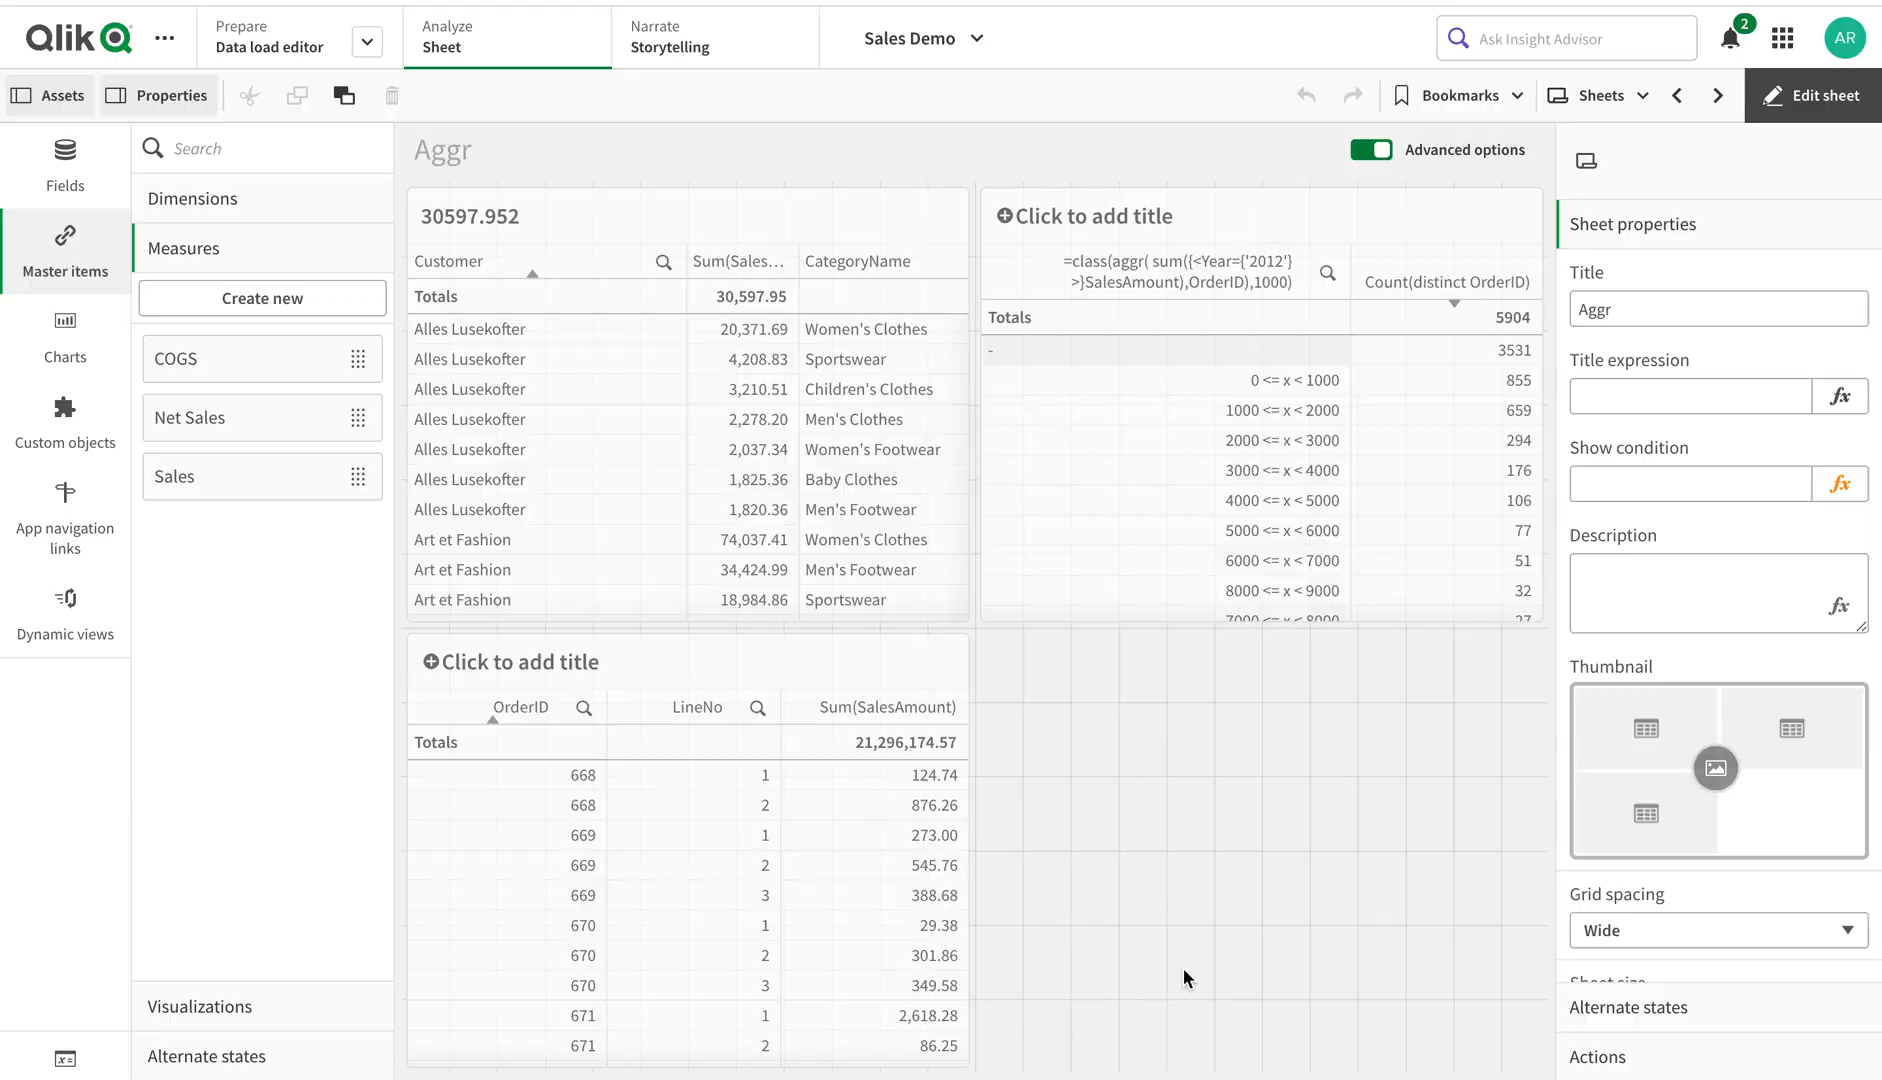 Qlik
Prepare
Data load editor
Analyze
Sheet
Narrate
Storytelling
Sales Demo
Ask Insight Advisor
2
AR
Assets
Properties
Bookmarks
Sheets
Edit sheet
Fields
Master items
Charts
Custom objects
App navigation
links
Dynamic views
Search
Dimensions
Measures
Create new
COGS
Net Sales
Sales
Visualizations
Alternate states
Aggr
Advanced options
30597.952
Customer Sum(Sales... CategoryName
Totals 30,597.95
Alles Lusekofter 20,371.69 Women's Clothes
Alles Lusekofter 4,208.83 Sportswear
Alles Lusekofter 3,210.51 Children's Clothes
Alles Lusekofter 2,278.20 Men's Clothes
Alles Lusekofter 2,037.34 Women's Footwear
Alles Lusekofter 1,825.36 Baby Clothes
Alles Lusekofter 1,820.36 Men's Footwear
Art et Fashion 74,037.41 Women's Clothes
Art et Fashion 34,424.99 Men's Footwear
Art et Fashion 18,984.86 Sportswear
Click to add title
=class(aggr( sum({<Year={'2012'}
>}SalesAmount),OrderID),1000) Count(distinct OrderID)
Totals 5904
- 3531
0 <= x < 1000 855
1000 <= x < 2000 659
2000 <= x < 3000 294
3000 <= x < 4000 176
4000 <= x < 5000 106
5000 <= x < 6000 77
6000 <= x < 7000 51
8000 <= x < 9000 32
7000 <= x < 8000 27
Click to add title
OrderID LineNo Sum(SalesAmount)
Totals 21,296,174.57
668 1 124.74
668 2 876.26
669 1 273.00
669 2 545.76
669 3 388.68
670 1 29.38
670 2 301.86
670 3 349.58
671 1 2,618.28
671 2 86.25
Sheet properties
Title
Aggr
Title expression
fx
Show condition
fx
Description
fx
Thumbnail
Grid spacing
Wide
Sheet size
Alternate states
Actions